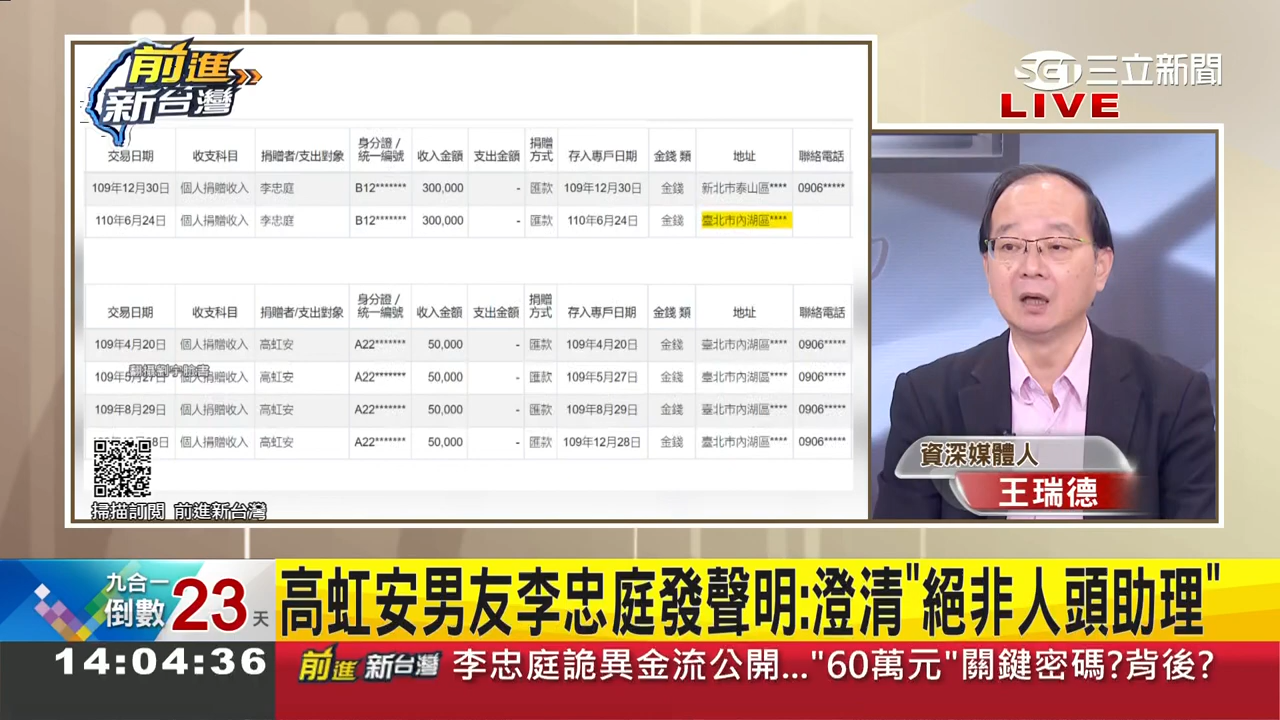 前進
新台灣
SET三立新聞
LIVE
交易日期 收支科目 捐贈者/支出對象 身分證/統一編號 收入金額 支出金額 捐贈方式 存入專戶日期 金錢 類 地址 聯絡電話
109年12月30日 個人捐贈收入 李忠庭 B12******* 300,000 - 匯款 109年12月30日 金錢 新北市泰山區**** 0906*****
110年6月24日 個人捐贈收入 李忠庭 B12******* 300,000 - 匯款 110年6月24日 金錢 臺北市內湖區****
交易日期 收支科目 捐贈者/支出對象 身分證/統一編號 收入金額 支出金額 捐贈方式 存入專戶日期 金錢 類 地址 聯絡電話
109年4月20日 個人捐贈收入 高虹安 A22******* 50,000 - 匯款 109年4月20日 金錢 臺北市內湖區**** 0906*****
109年5月27日 個人捐贈收入 高虹安 A22******* 50,000 - 匯款 109年5月27日 金錢 臺北市內湖區**** 0906*****
109年8月29日 個人捐贈收入 高虹安 A22******* 50,000 - 匯款 109年8月29日 金錢 臺北市內湖區**** 0906*****
8日 個人捐贈收入 高虹安 A22******* 50,000 - 匯款 109年12月28日 金錢 臺北市內湖區**** 0906*****
掃描訂閱 前進新台灣
資深媒體人
王瑞德
九合一
倒數23天
高虹安男友李忠庭發聲明:澄清"絕非人頭助理"
14:04:36
前進新台灣 李忠庭詭異金流公開..."60萬元"關鍵密碼?背後?